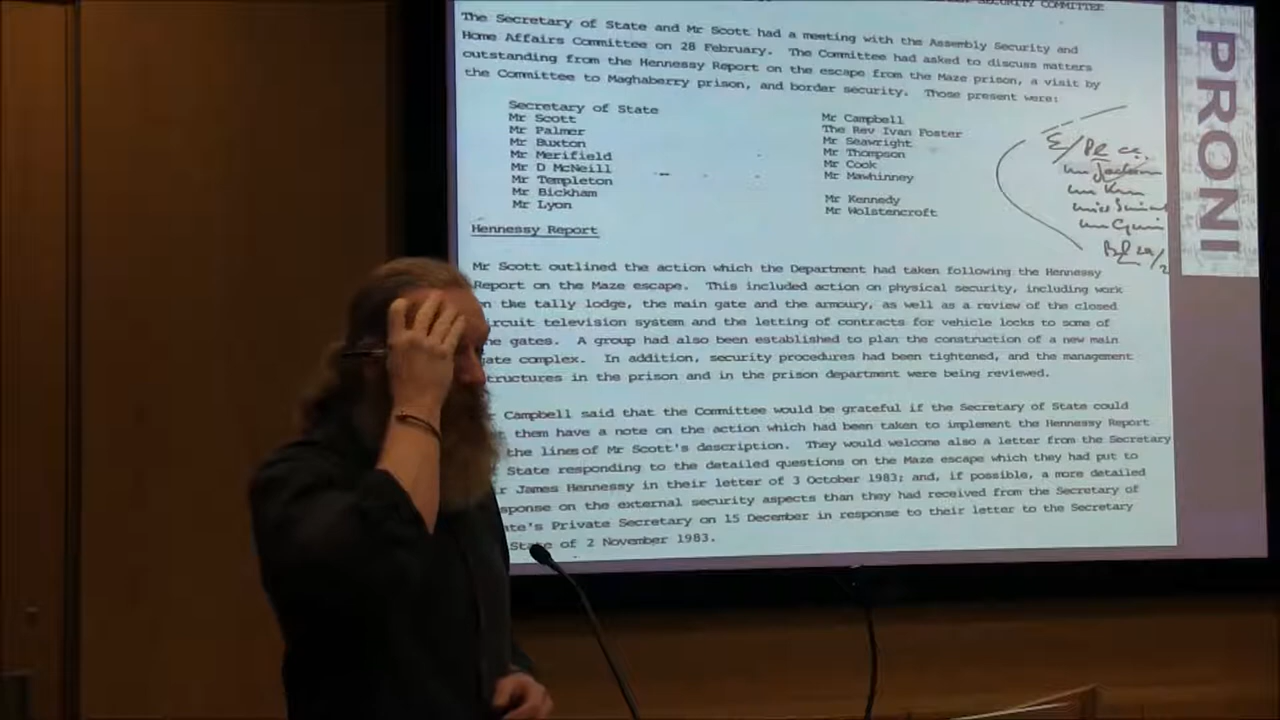 SECURITY COMMITTEE
The Secretary of State and Mr Scott had a meeting with the Assembly Security and
Home Affairs Committee on 28 February. The Committee had asked to discuss matters
outstanding from the Hennessy Report on the escape from the Maze prison, a visit by
the Committee to Maghaberry prison, and border security. Those present were:
Secretary of State
Mr Scott
Mr Palmer
Mr Buxton
Mr Merifield
Mr D McNeill
Mr Templeton
Mr Bickham
Mr Lyon
Mr Campbell
The Rev Ivan Foster
Mr Seawright
Mr Thompson
Mr Cook
Mr Mawhinney
Mr Kennedy
Mr Wolstencroft
Hennessy Report
Mr Scott outlined the action which the Department had taken following the Hennessy
Report on the Maze escape. This included action on physical security, including work
on the tally lodge, the main gate and the armoury, as well as a review of the closed
rcuit television system and the letting of contracts for vehicle locks to some of
he gates. A group had also been established to plan the construction of a new main
gate complex. In addition, security procedures had been tightened, and the management
tructures in the prison and in the prison department were being reviewed.
Campbell said that the Committee would be grateful if the Secretary of State could
them have a note on the action which had been taken to implement the Hennessy Report
the lines of Mr Scott's description. They would welcome also a letter from the Secretary
State responding to the detailed questions on the Maze escape which they had put to
r James Hennessy in their letter of 3 October 1983; and, if possible, a more detailed
sponse on the external security aspects than they had received from the Secretary of
ate's Private Secretary on 15 December in response to their letter to the Secretary
State of 2 November 1983.
PRONI